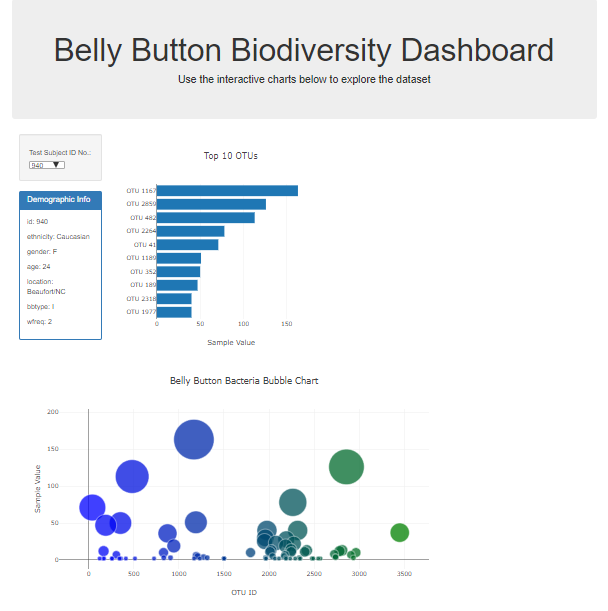 Belly Button Biodiversity Dashboard
Use the interactive charts below to explore the dataset
Test Subject ID No.:
940
Demographic Info
id: 940
ethnicity: Caucasian
gender: F
age: 24
location:
Beaufort/NC
bbtype: I
wfreq: 2
Top 10 OTUs
OTU 1167
OTU 2859
OTU 482
OTU 2264
OTU 41
OTU 1189
OTU 352
OTU 189
OTU 2318
OTU 1977
0 50 100 150
Sample Value
Belly Button Bacteria Bubble Chart
200
150
100
50
0
Sample Value
0 500 1000 1500 2000 2500 3000 3500
OTU ID